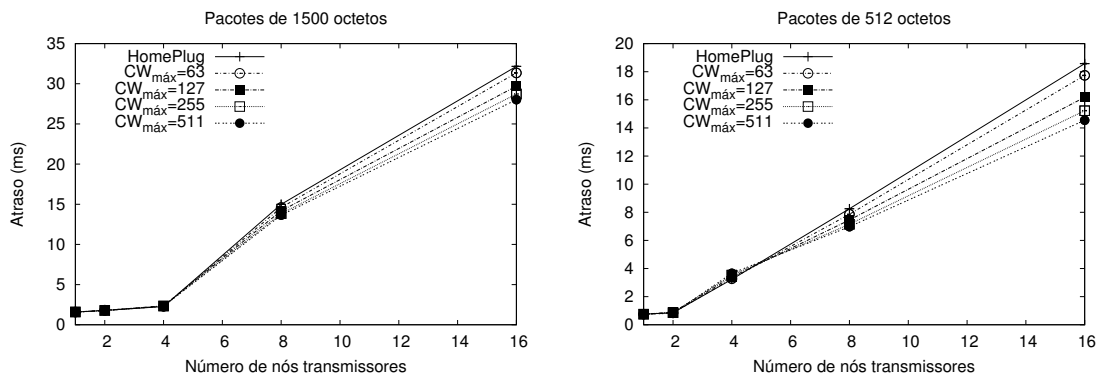 Pacotes de 1500 octetos
35
30
25
20
15
10
5
0
Atraso (ms)
HomePlug
CWmáx=63
CWmáx=127
CWmáx=255
CWmáx=511
2 4 6 8 10 12 14 16
Número de nós transmissores
Pacotes de 512 octetos
20
18
16
14
12
10
8
6
4
2
0
Atraso (ms)
HomePlug
CWmáx=63
CWmáx=127
CWmáx=255
CWmáx=511
2 4 6 8 10 12 14 16
Número de nós transmissores